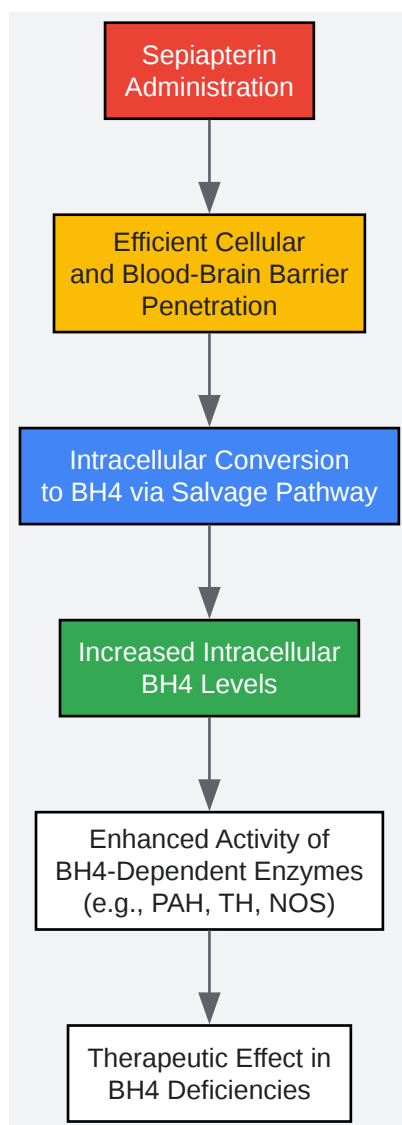 Sepiapterin
Administration
Efficient Cellular
and Blood-Brain Barrier
Penetration
Intracellular Conversion
to BH4 via Salvage Pathway
Increased Intracellular
BH4 Levels
Enhanced Activity of
BH4-Dependent Enzymes
(e.g., PAH, TH, NOS)
Therapeutic Effect in
BH4 Deficiencies